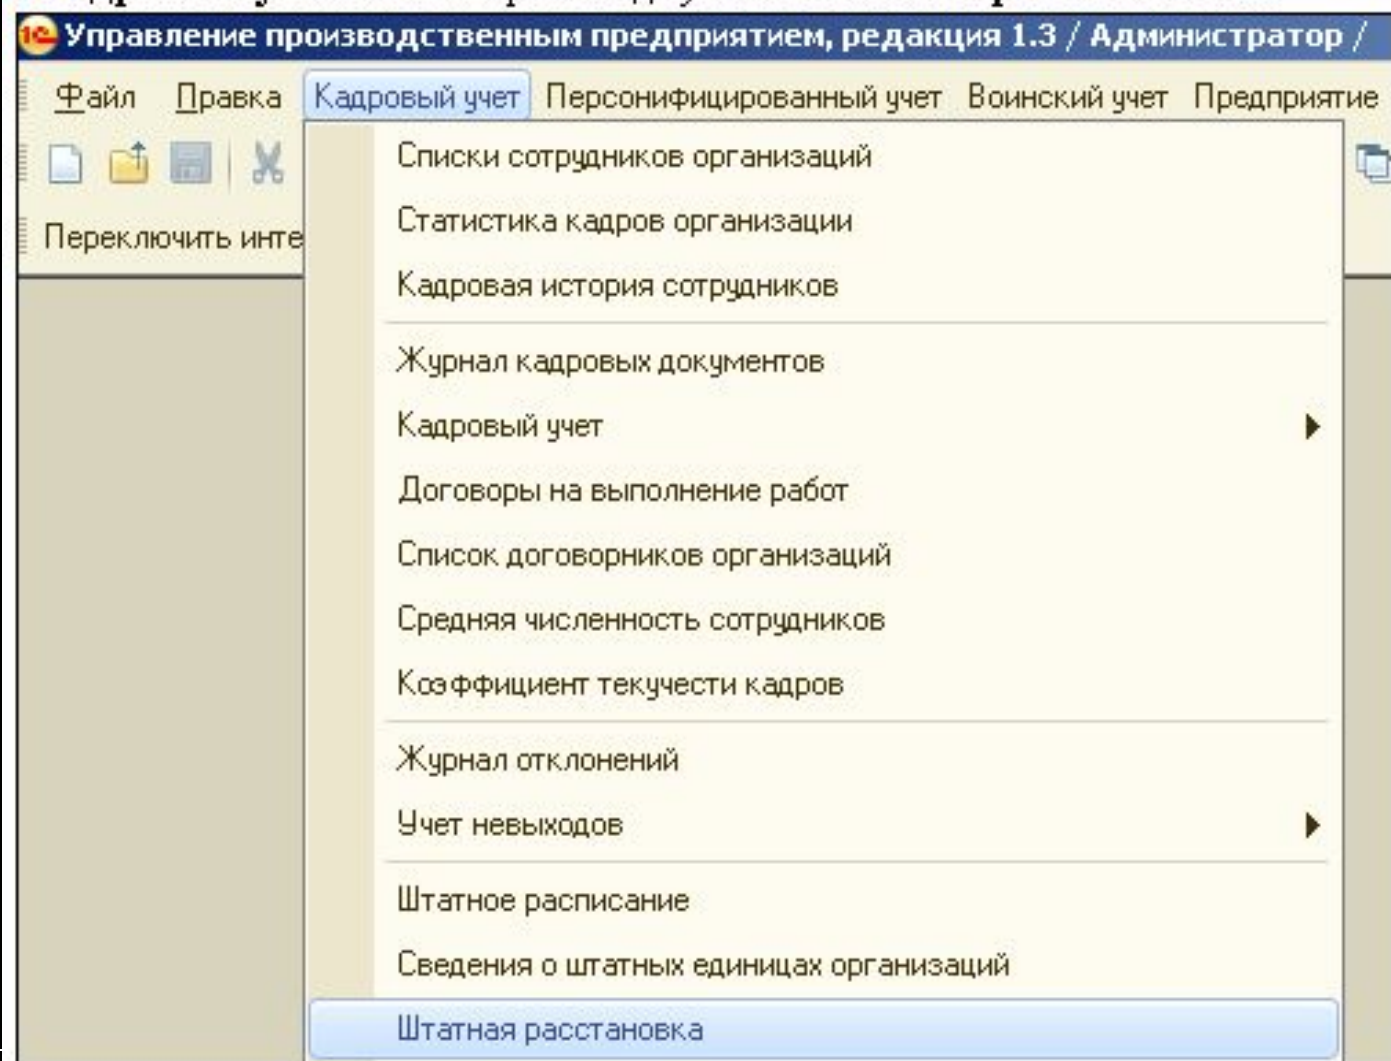 1С Управление производственным предприятием, редакция 1.3 / Администратор /
Файл Правка Кадровый учет Персонифицированный учет Воинский учет Предприятие
Списки сотрудников организаций
Статистика кадров организации
Переключить инте
Кадровая история сотрудников
Журнал кадровых документов
Кадровый учет
Договоры на выполнение работ
Список договорников организаций
Средняя численность сотрудников
Коэффициент текучести кадров
Журнал отклонений
Учет невыходов
Штатное расписание
Сведения о штатных единицах организаций
Штатная расстановка